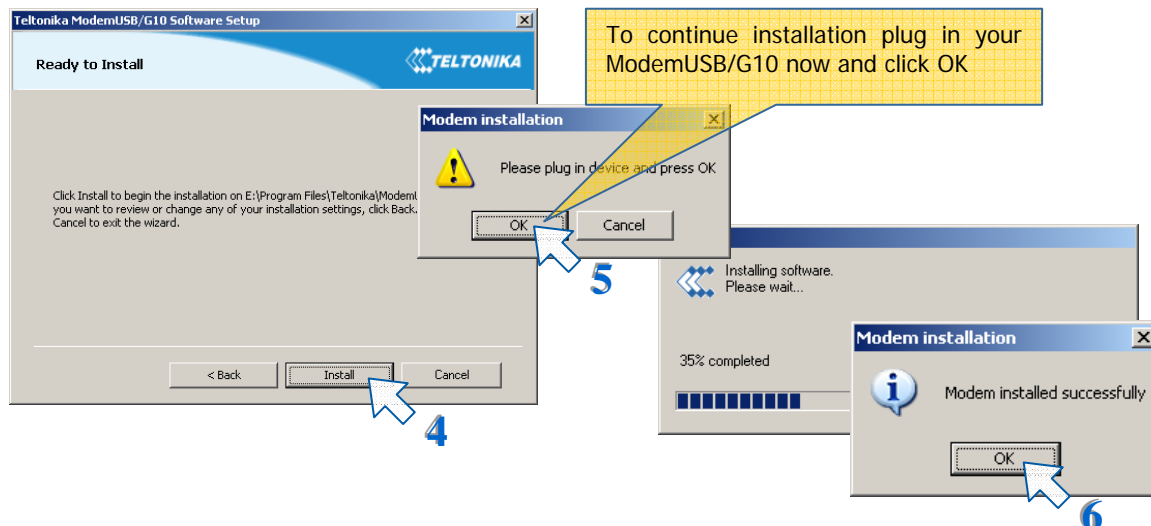 Teltonika ModemUSB/G10 Software Setup
Ready to Install
TELTONIKA
Click Install to begin the installation on E:\Program Files\Teltonika\Modem
you want to review or change any of your installation settings, click Back.
Cancel to exit the wizard.
< Back
Install
Cancel
4
To continue installation plug in your
ModemUSB/G10 now and click OK
Modem installation
Please plug in device and press OK
OK
Cancel
5
Installing software.
Please wait...
35% completed
Modem installation
Modem installed successfully
OK
6